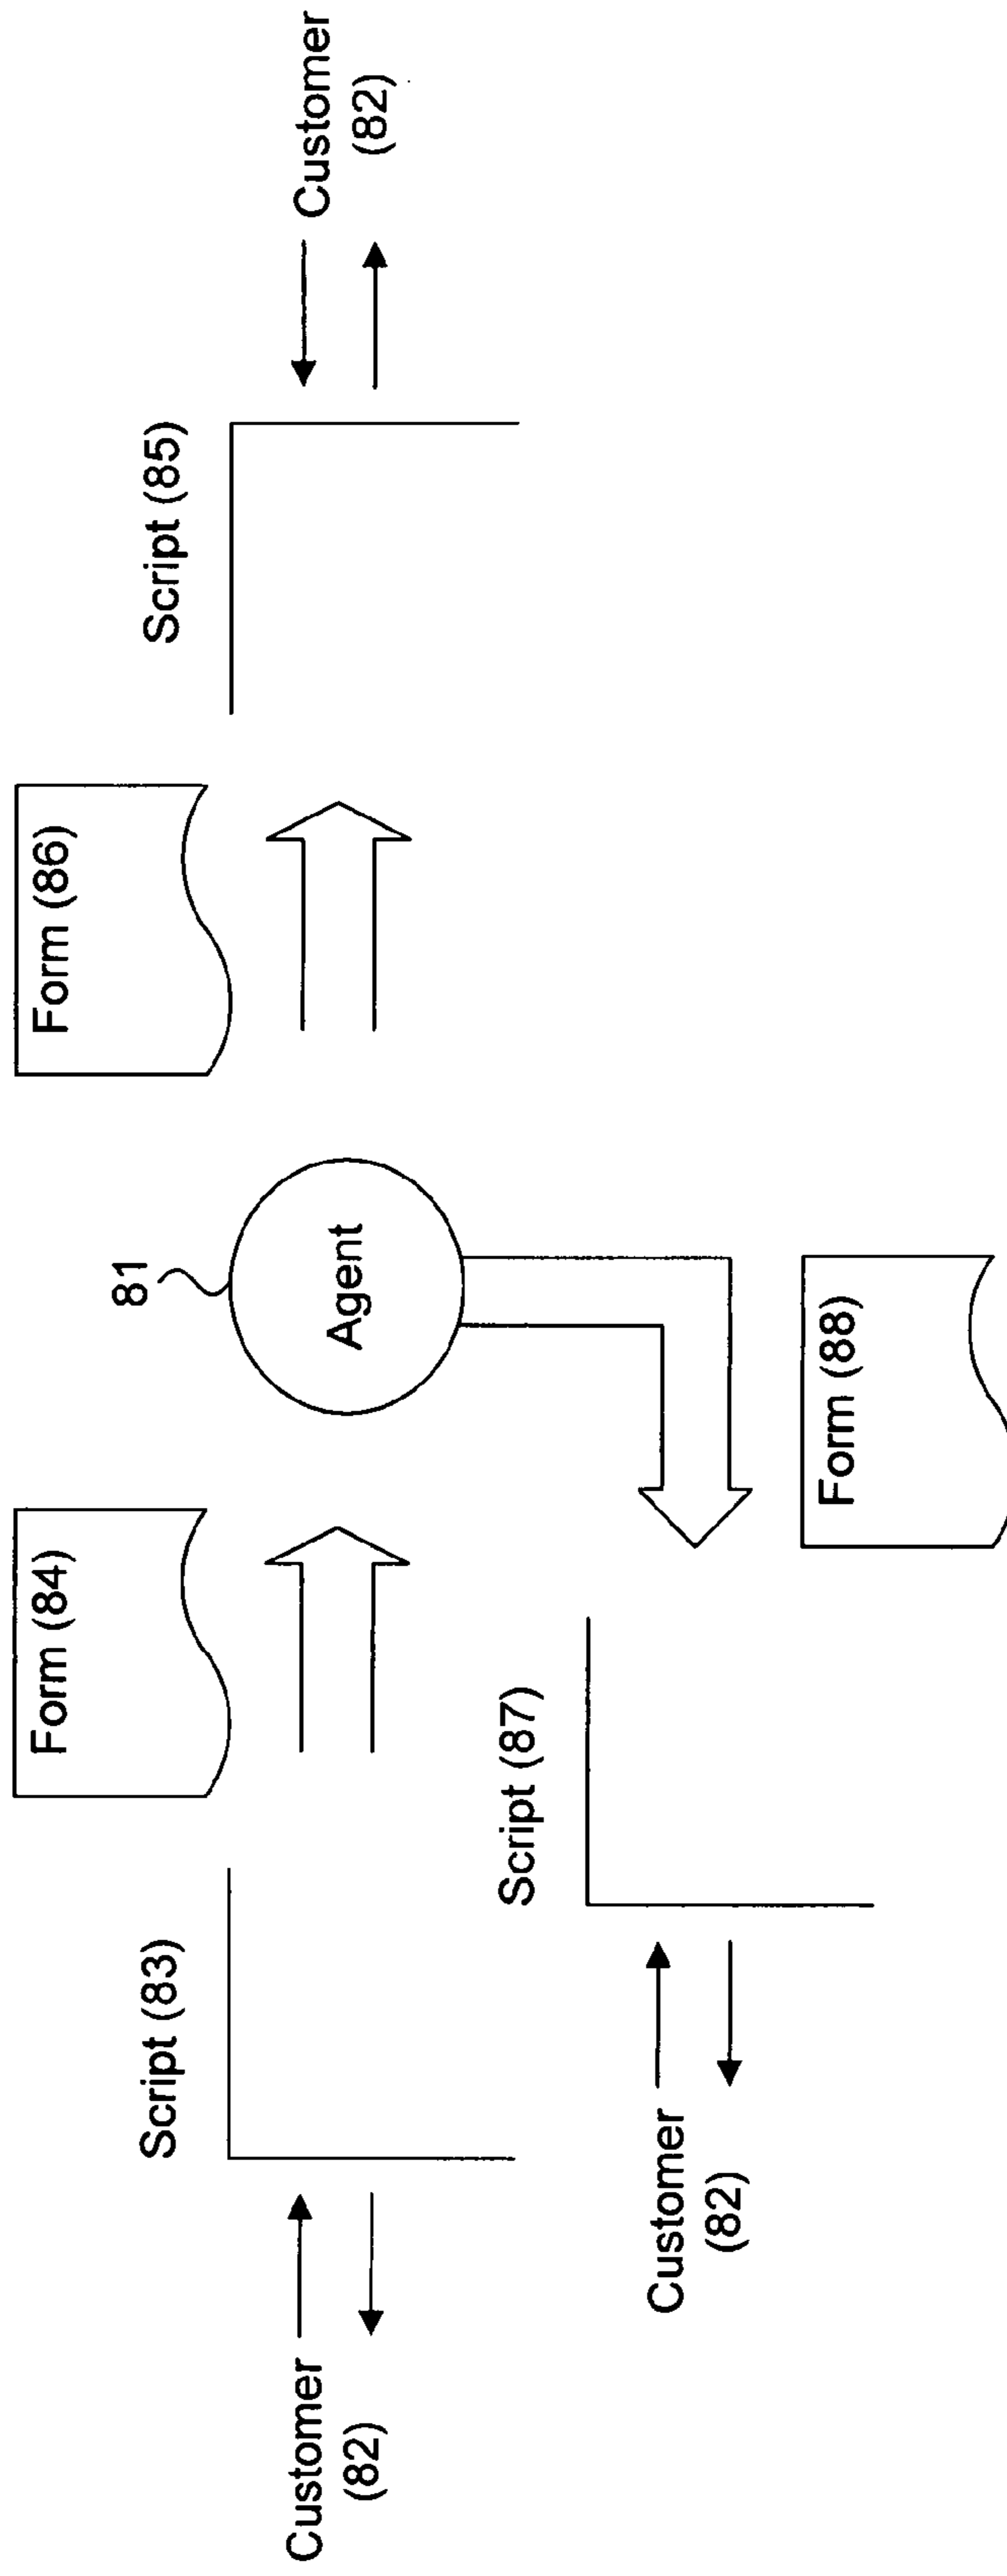 Form (84)
Form (86)
Script (83)
81
Script (85)
Customer
(82)
Agent
Customer
(82)
Script (87)
Customer
(82)
Form (88)